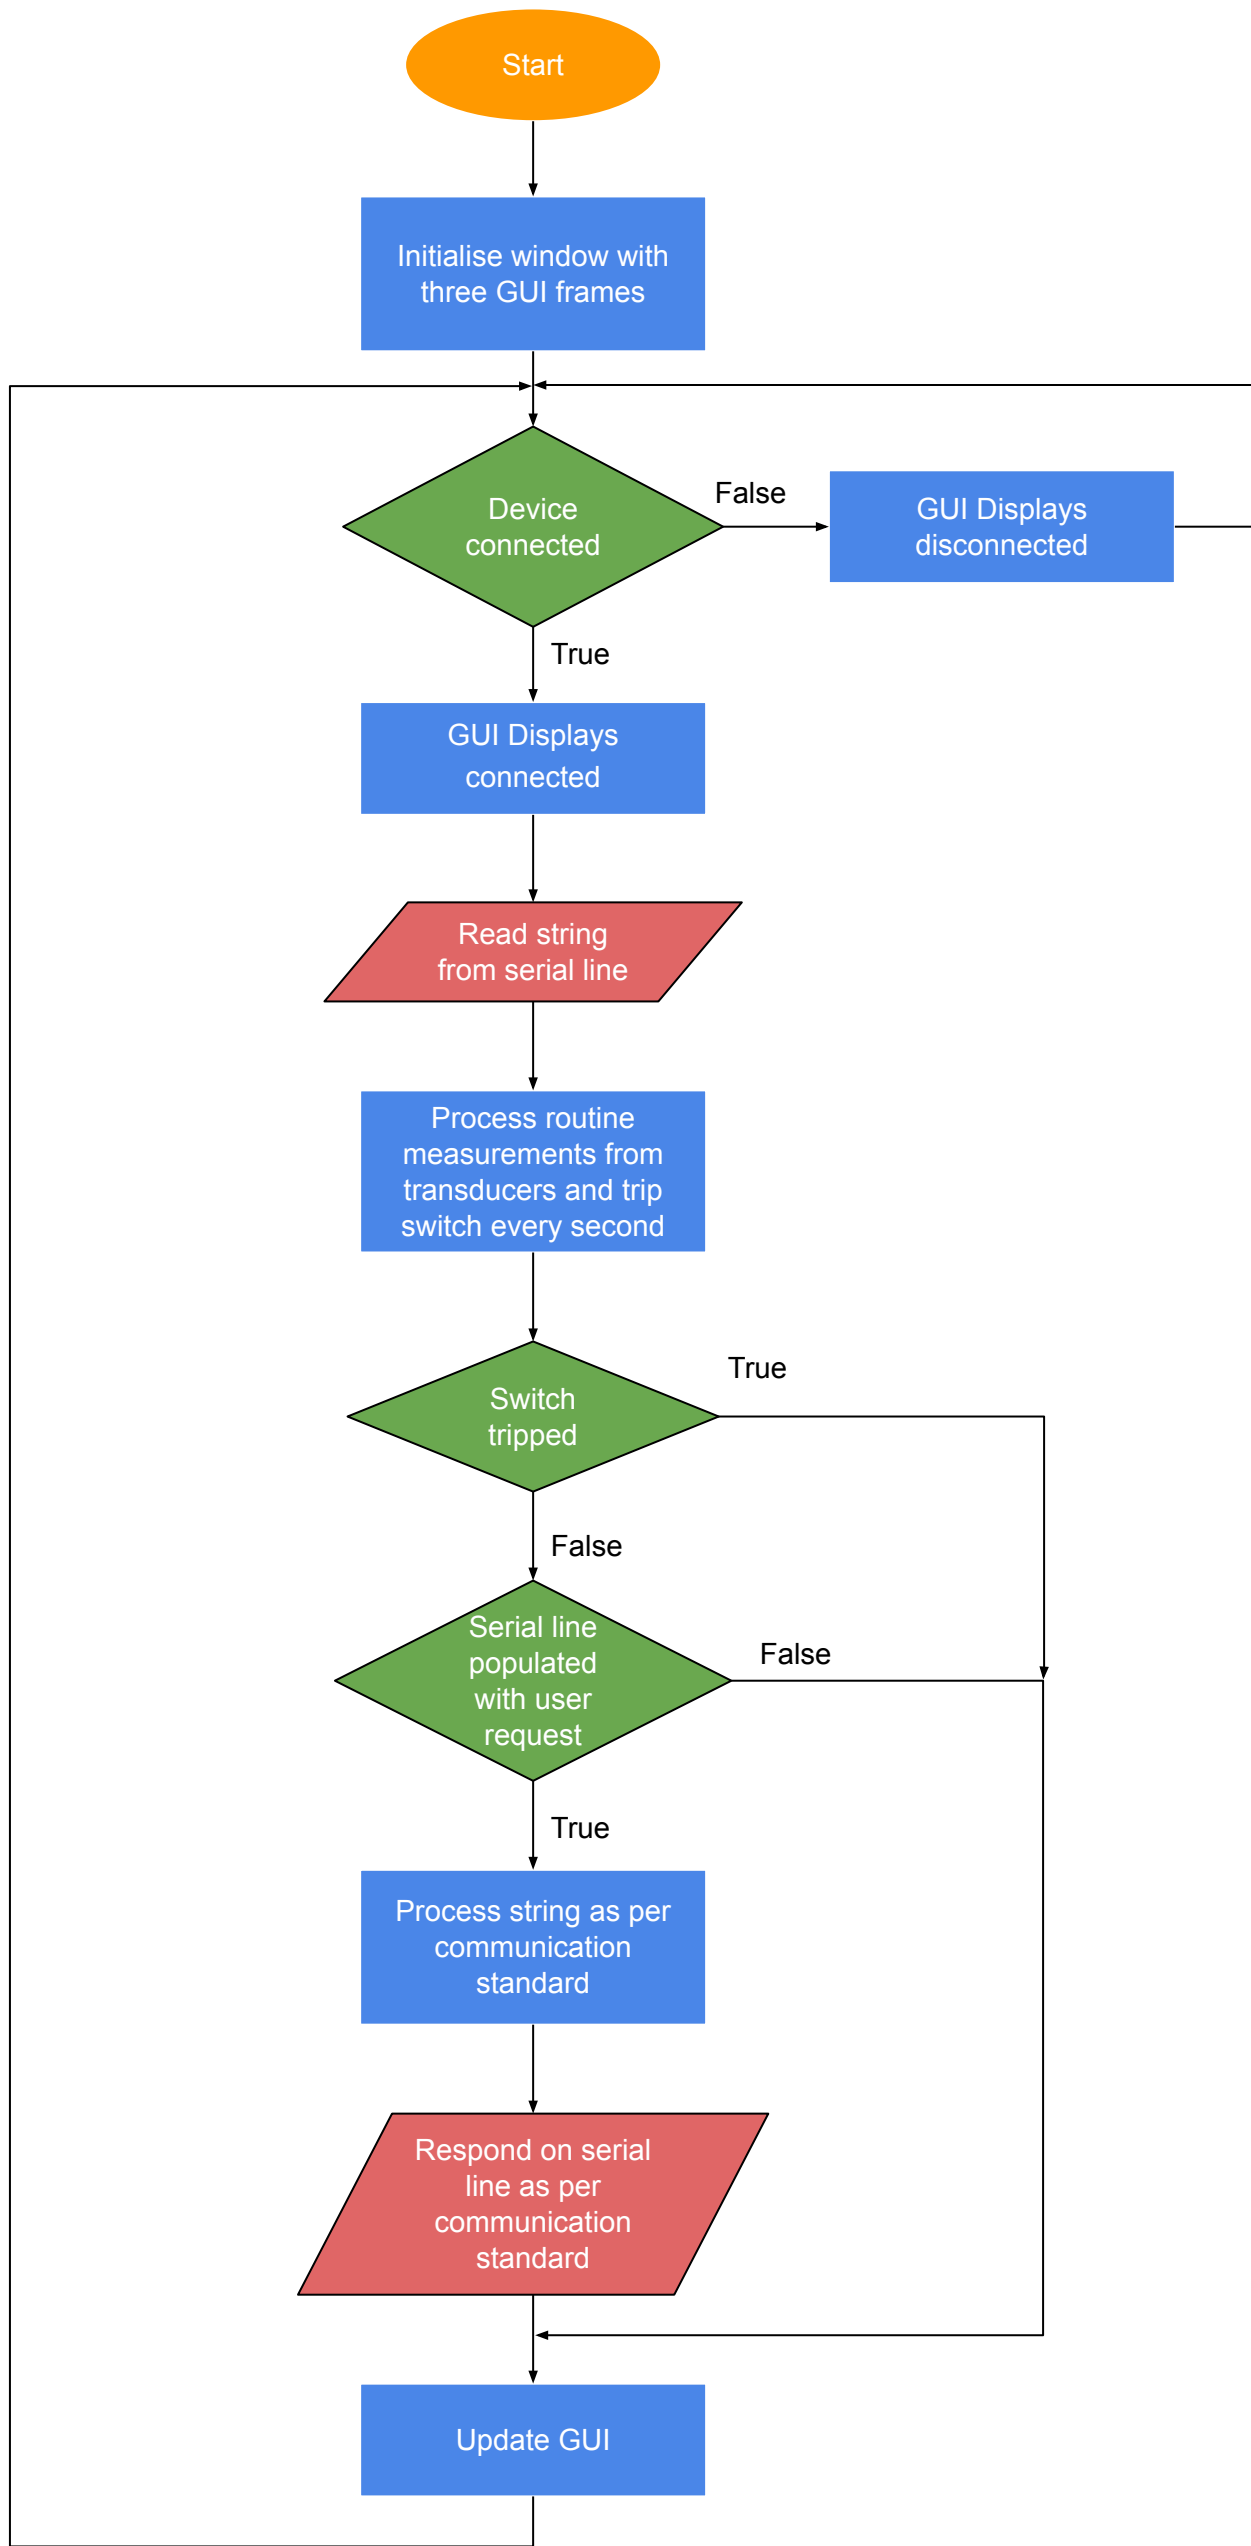 Start
Initialise window with
three GUI frames
Device
connected
False
GUI Displays
disconnected
True
GUI Displays
connected
Read string
from serial line
Process routine
measurements from
transducers and trip
switch every second
Switch
tripped
True
False
Serial line
populated
with user
request
False
True
Process string as per
communication
standard
Respond on serial
line as per
communication
standard
Update GUI